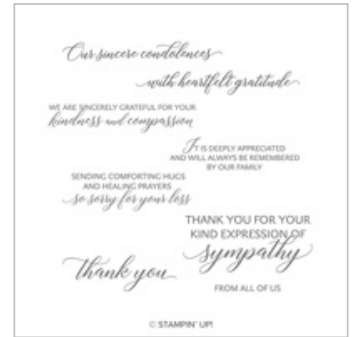 Our sincere condolences
with heartfelt gratitude
WE ARE SINCERELY GRATEFUL FOR YOUR
kindness and compassion
IT IS DEEPLY APPRECIATED
AND WILL ALWAYS BE REMEMBERED
BY OUR FAMILY
SENDING COMFORTING HUGS
AND HEALING PRAYERS
so sorry for your loss
THANK YOU FOR YOUR
KIND EXPRESSION OF
sympathy
thank you
FROM ALL OF US
© STAMPIN' UP!